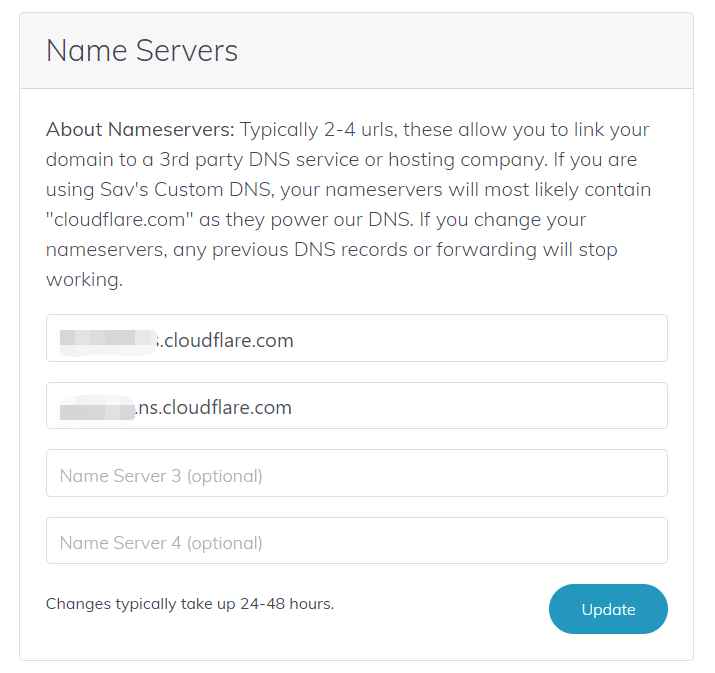 Name Servers
About Nameservers: Typically 2-4 urls, these allow you to link your
domain to a 3rd party DNS service or hosting company. If you are
using Sav's Custom DNS, your nameservers will most likely contain
"cloudflare.com" as they power our DNS. If you change your
nameservers, any previous DNS records or forwarding will stop
working.
.cloudflare.com
.ns.cloudflare.com
Name Server 3 (optional)
Name Server 4 (optional)
Changes typically take up 24-48 hours.
Update